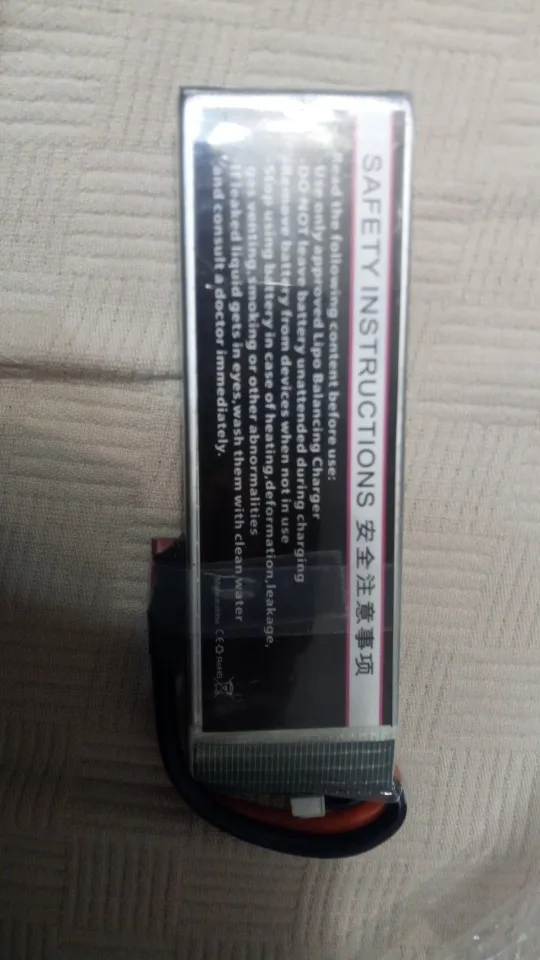 SAFETY INSTRUCTIONS 安全注意事项
Read the following content before use:
Use only approved Lipo Balancing Charger
.DO NOT leave battery unattended during charging
.Remove battery from devices when not in use
.Stop using battery in case of heating,deformation,leakage,
gas venting,smoking or other abnormalities
.If leaked liquid gets in eyes,wash them with clean water
and consult a doctor immediately.
CE RoHS